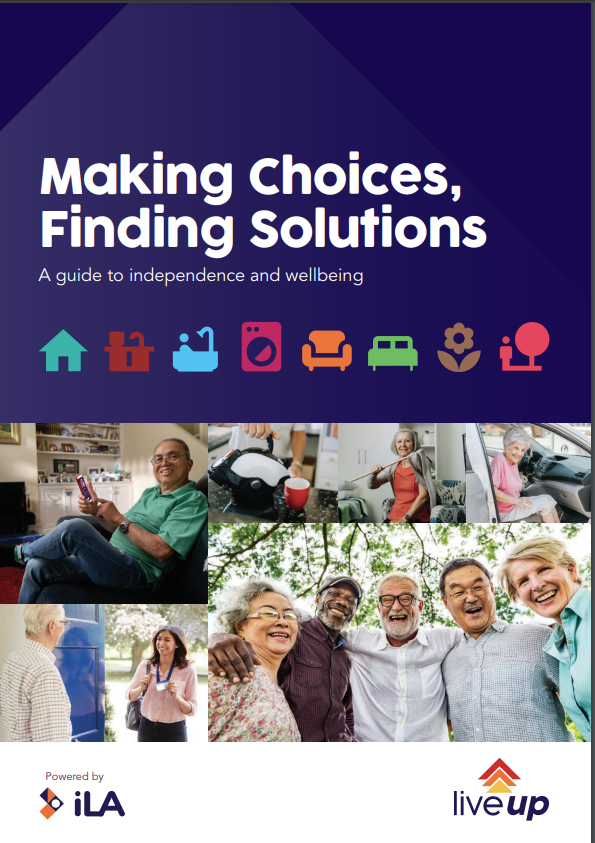 Making Choices,
Finding Solutions
A guide to independence and wellbeing
Powered by
iLA
liveup